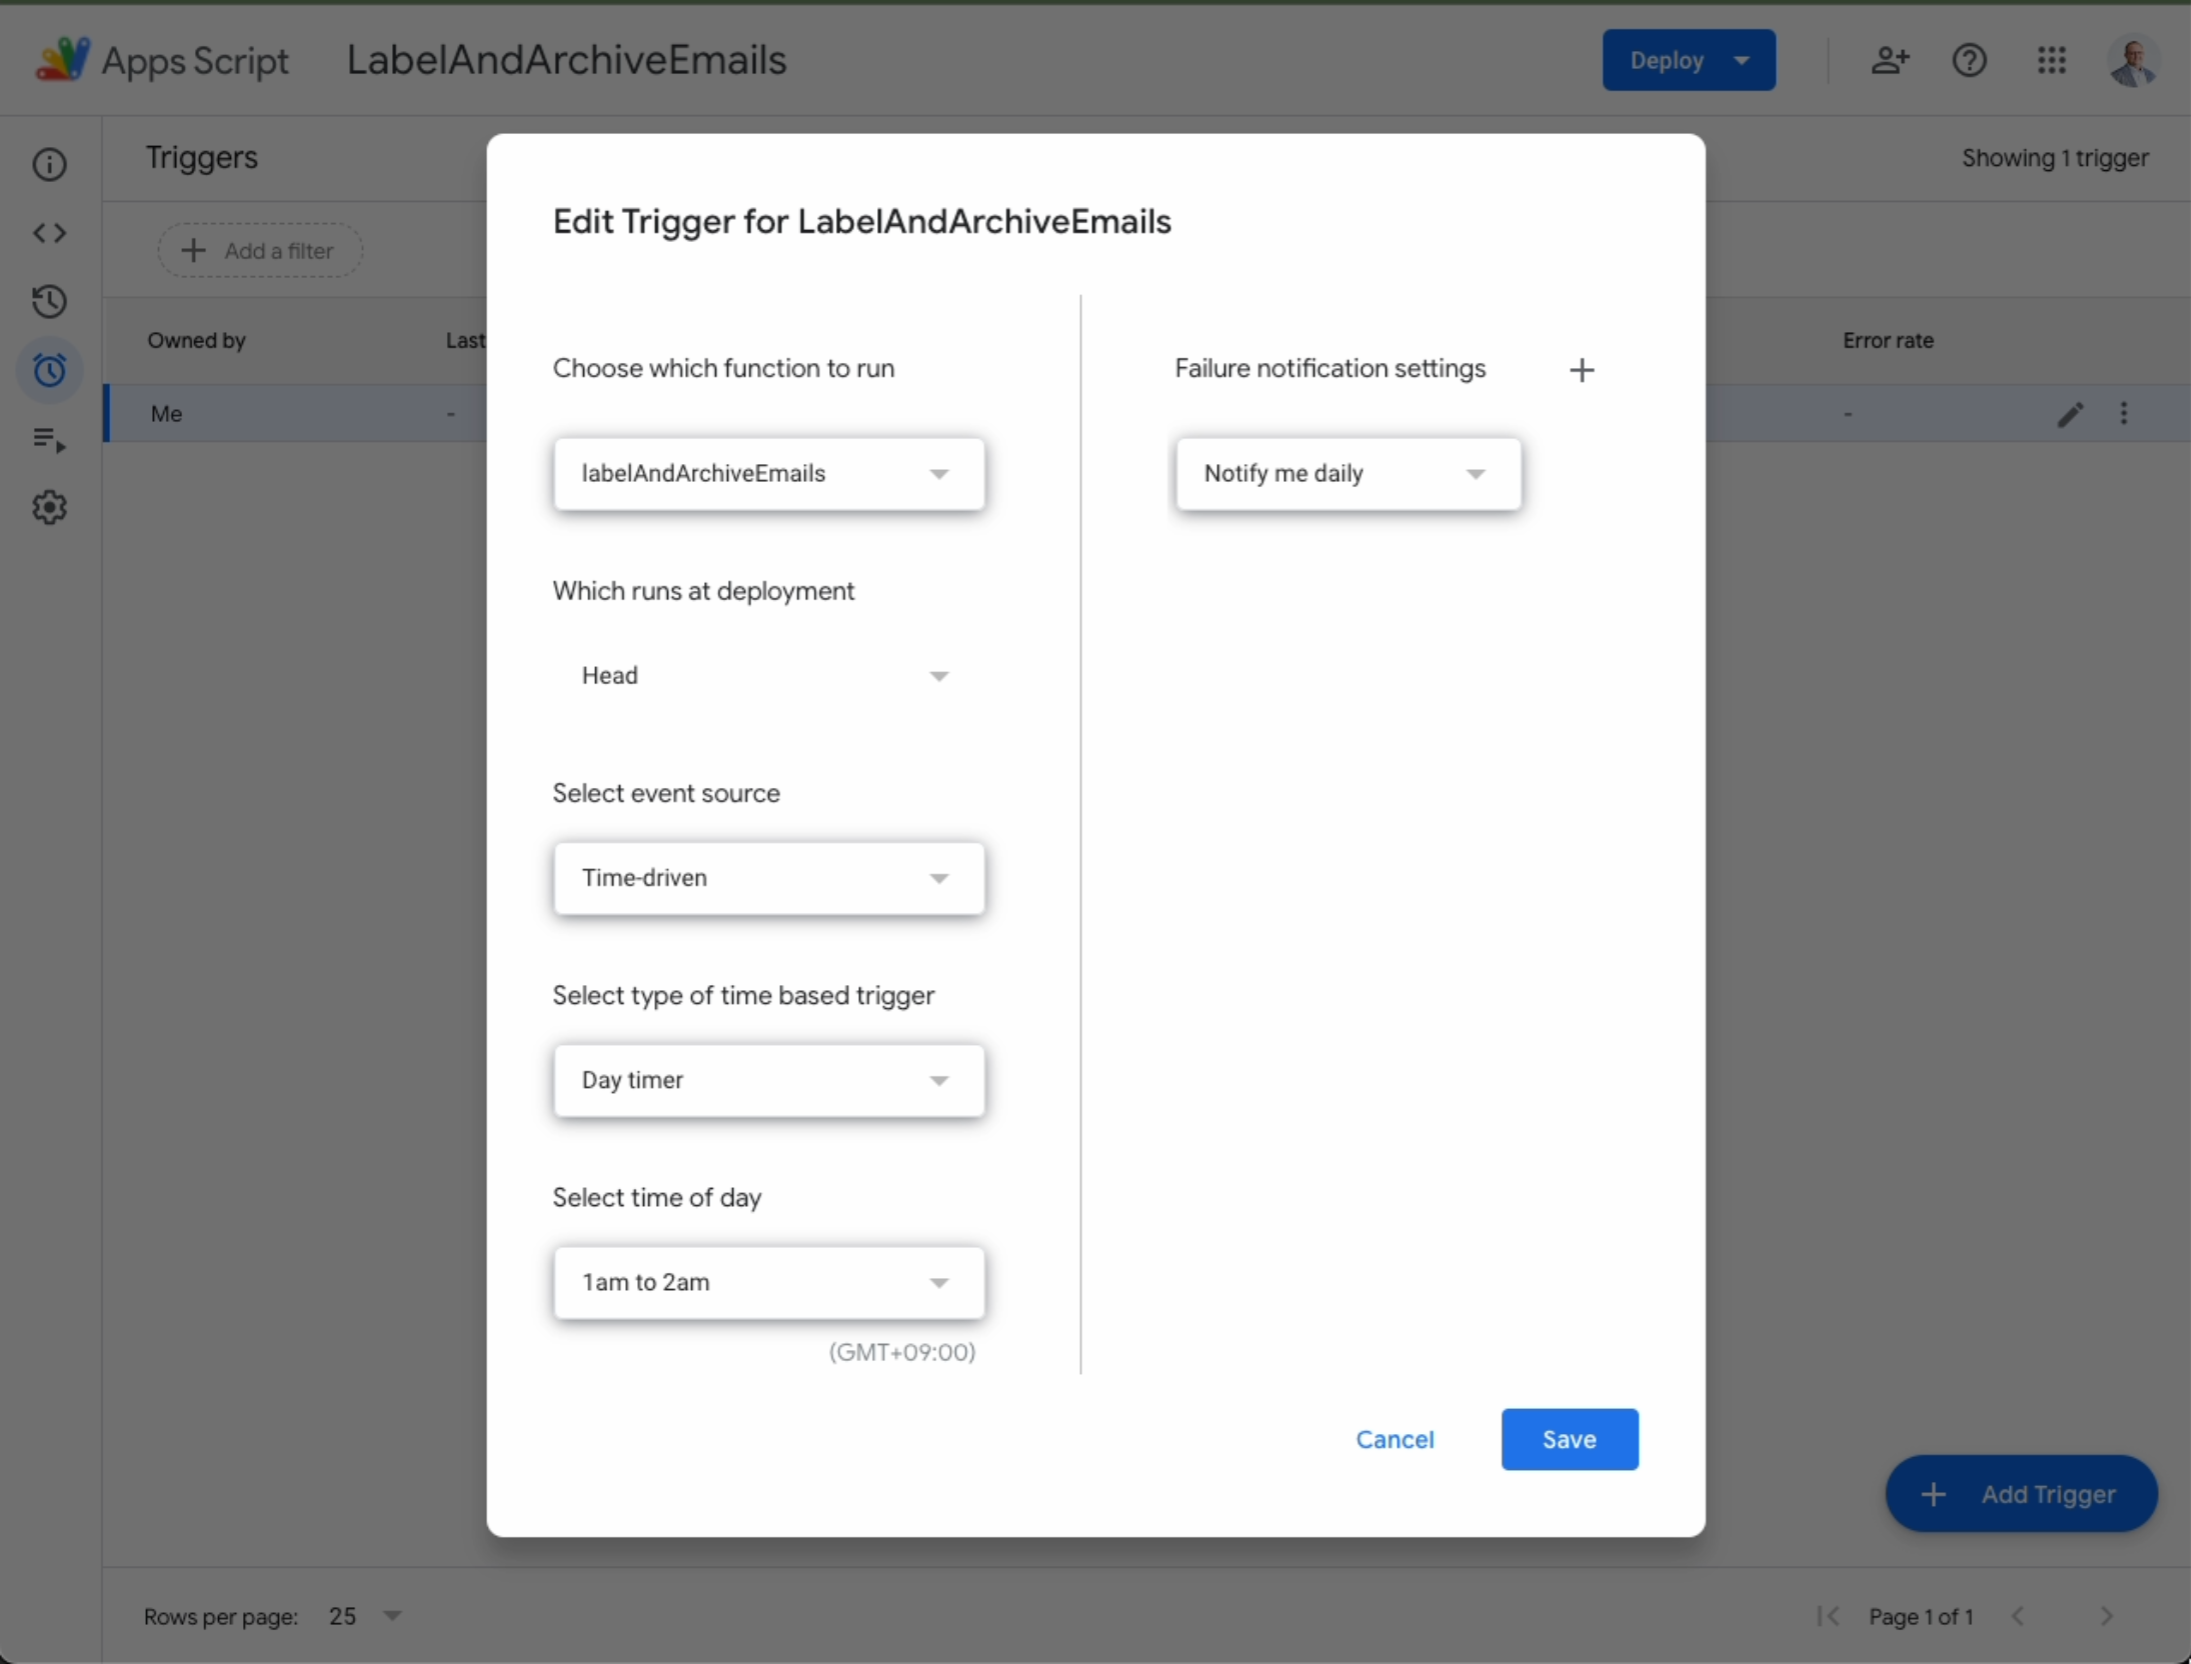 Apps Script
LabelAndArchiveEmails
Deploy
Triggers
Showing 1 trigger
Add a filter
Owned by
Last
Error rate
Me
-
-
Edit Trigger for LabelAndArchiveEmails
Choose which function to run
labelAndArchiveEmails
Which runs at deployment
Head
Select event source
Time-driven
Select type of time based trigger
Day timer
Select time of day
1am to 2am
(GMT+09:00)
Failure notification settings
Notify me daily
Cancel
Save
Add Trigger
Rows per page:
25
Page 1 of 1